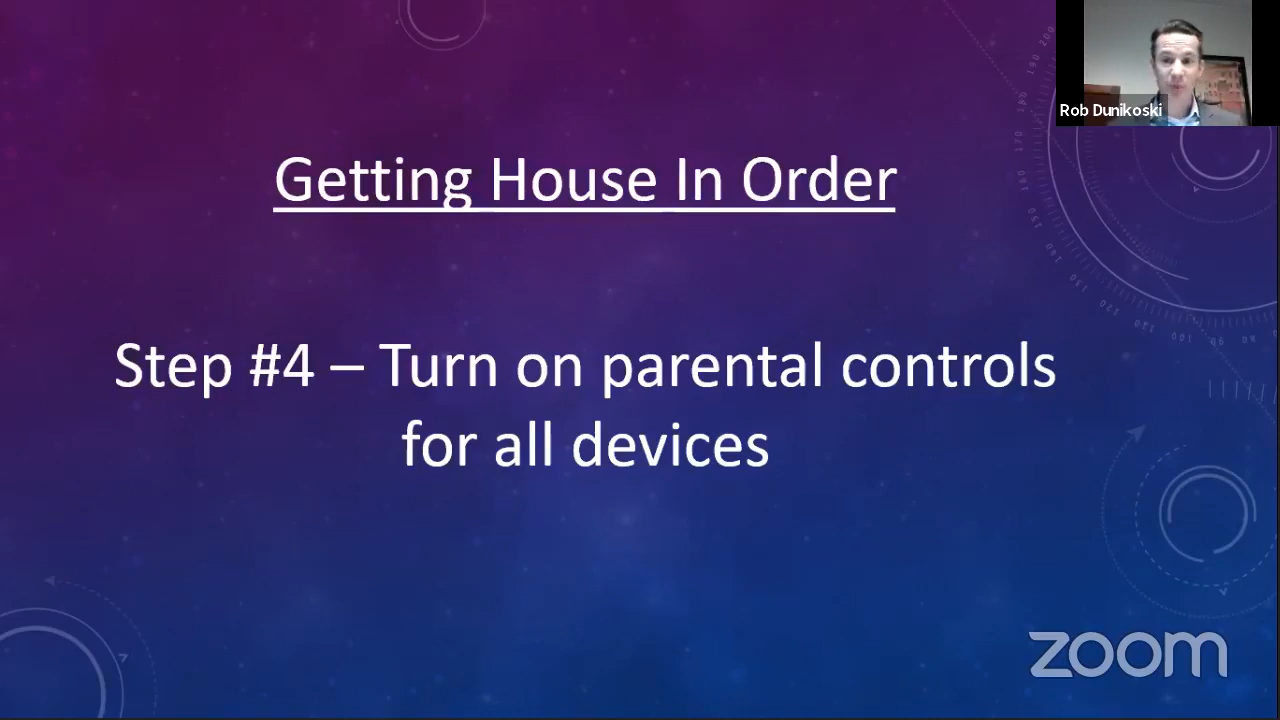 Rob Dunikoski
Getting House In Order
Step #4 – Turn on parental controls
for all devices
zoom